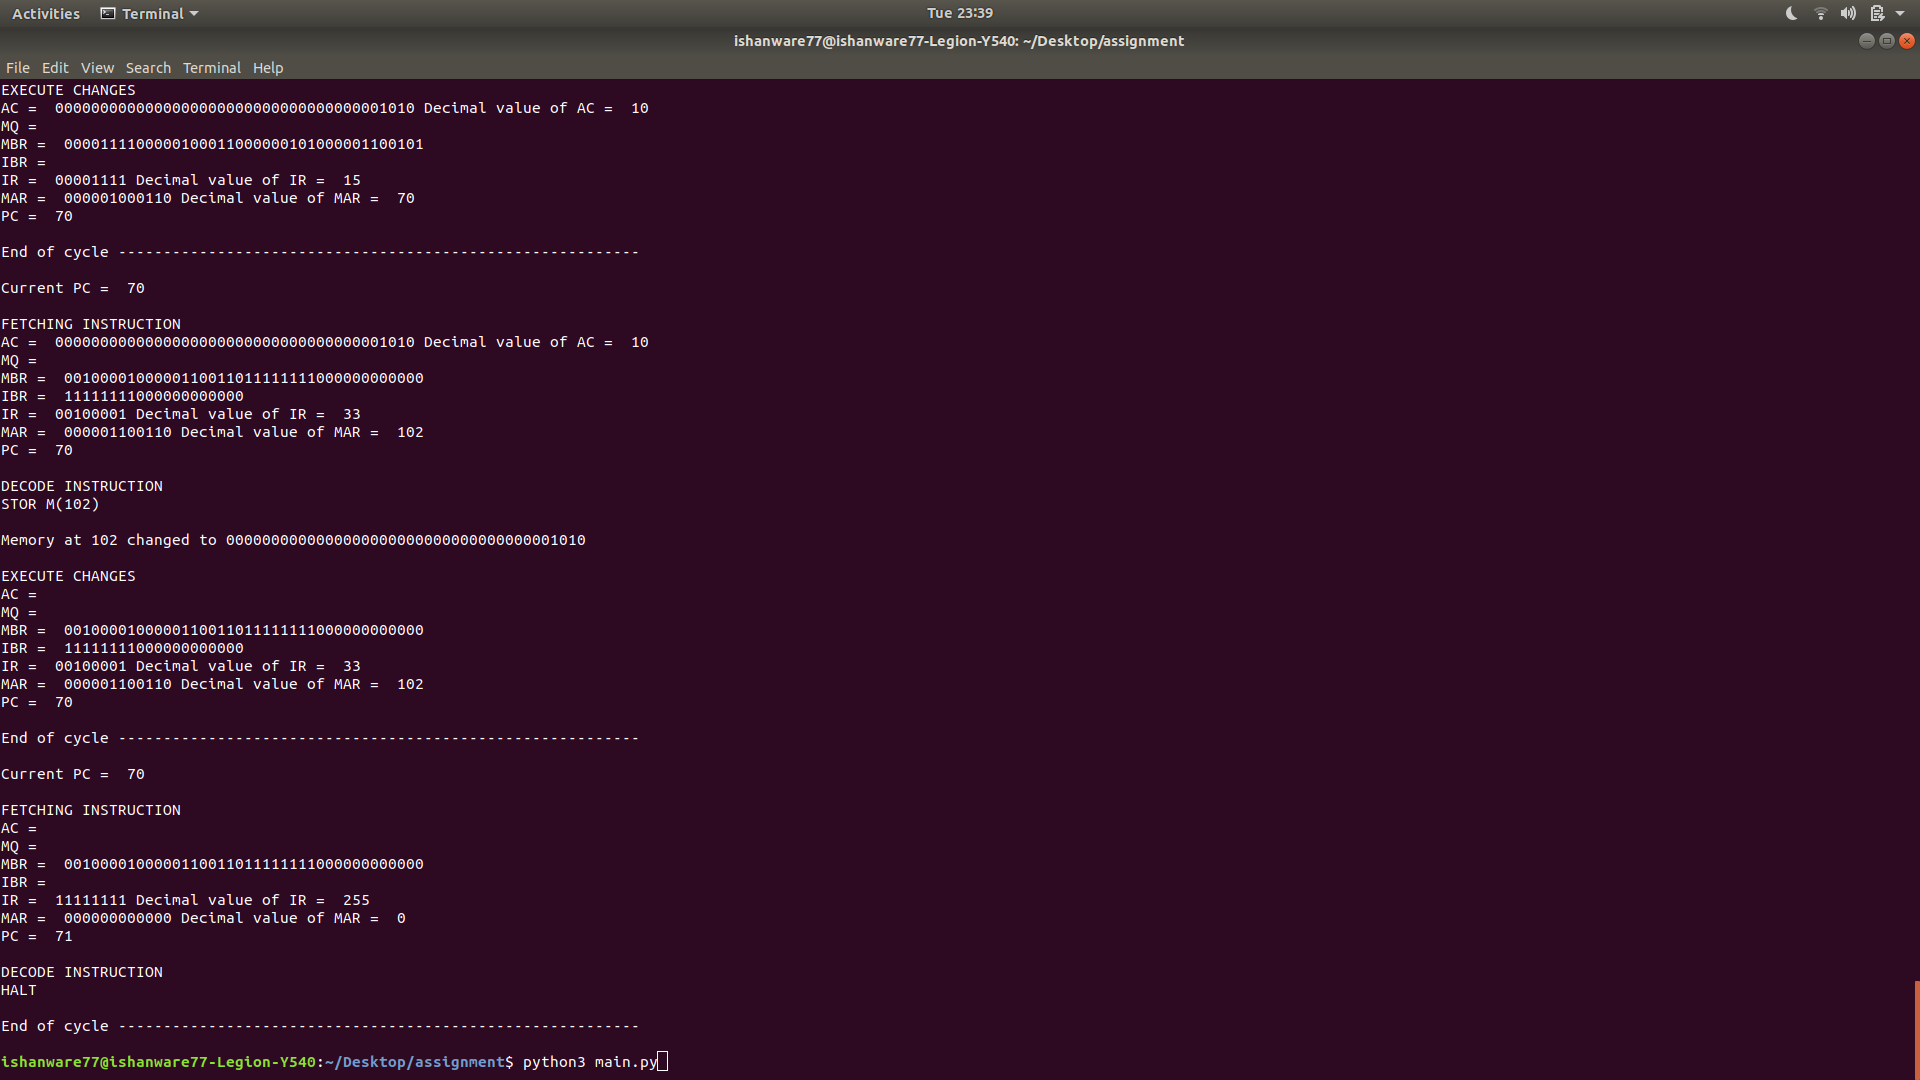 Activities Terminal Tue 23:39
ishanware77@ishanware77-Legion-Y540: ~/Desktop/assignment
File Edit View Search Terminal Help
EXECUTE CHANGES
AC =  0000000000000000000000000000000000001010 Decimal value of AC =  10
MQ =
MBR =  0000111100000100011000000101000001100101
IBR =
IR =  00001111 Decimal value of IR =  15
MAR =  000001000110 Decimal value of MAR =  70
PC =  70
End of cycle ----------------------------------------------------------
Current PC =  70
FETCHING INSTRUCTION
AC =  0000000000000000000000000000000000001010 Decimal value of AC =  10
MQ =
MBR =  0010000100000110011011111111000000000000
IBR =  11111111000000000000
IR =  00100001 Decimal value of IR =  33
MAR =  000001100110 Decimal value of MAR =  102
PC =  70
DECODE INSTRUCTION
STOR M(102)
Memory at 102 changed to 0000000000000000000000000000000000001010
EXECUTE CHANGES
AC =
MQ =
MBR =  0010000100000110011011111111000000000000
IBR =  11111111000000000000
IR =  00100001 Decimal value of IR =  33
MAR =  000001100110 Decimal value of MAR =  102
PC =  70
End of cycle ----------------------------------------------------------
Current PC =  70
FETCHING INSTRUCTION
AC =
MQ =
MBR =  0010000100000110011011111111000000000000
IBR =
IR =  11111111 Decimal value of IR =  255
MAR =  000000000000 Decimal value of MAR =  0
PC =  71
DECODE INSTRUCTION
HALT
End of cycle ----------------------------------------------------------
ishanware77@ishanware77-Legion-Y540:~/Desktop/assignment$ python3 main.py